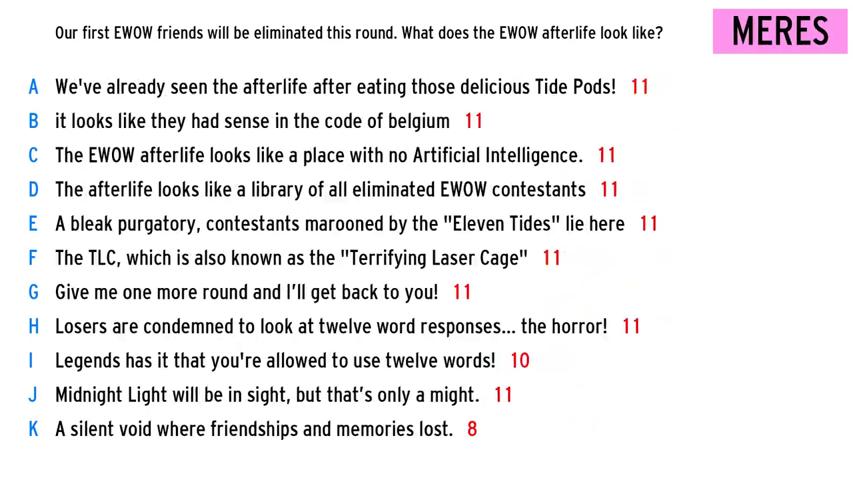 Our first EWOW friends will be eliminated this round. What does the EWOW afterlife look like?
MERES
A We've already seen the afterlife after eating those delicious Tide Pods! 11
B it looks like they had sense in the code of belgium 11
C The EWOW afterlife looks like a place with no Artificial Intelligence. 11
D The afterlife looks like a library of all eliminated EWOW contestants 11
E A bleak purgatory, contestants marooned by the "Eleven Tides" lie here 11
F The TLC, which is also known as the "Terrifying Laser Cage" 11
G Give me one more round and I’ll get back to you! 11
H Losers are condemned to look at twelve word responses... the horror! 11
I Legends has it that you're allowed to use twelve words! 10
J Midnight Light will be in sight, but that’s only a might. 11
K A silent void where friendships and memories lost. 8